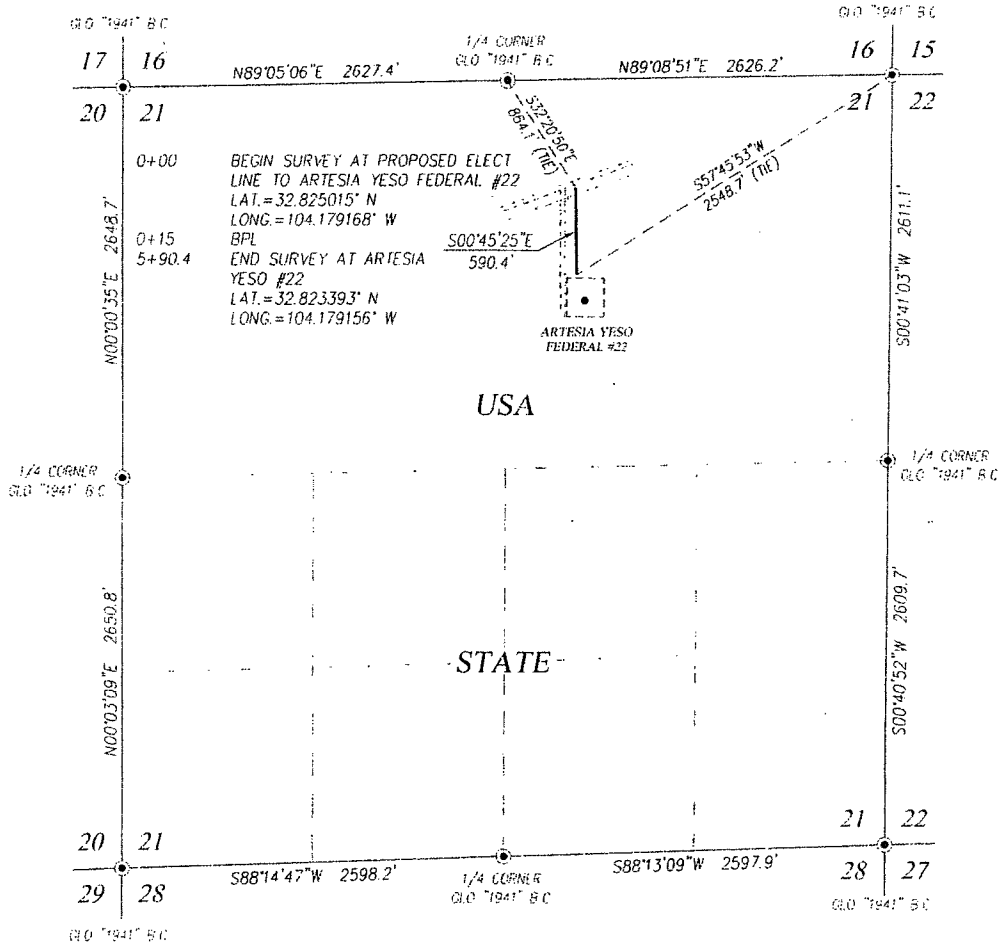 GLO "1941" B C
GLO "1941" B C
1/4 CORNER
GLO "1941" B C
17 16
16 15
N89°05'06"E 2627.4'
N89°08'51"E 2626.2'
20 21
21 22
S32°20'50"E
864.1' (TIE)
S57°45'53"W
2548.7' (TIE)
0+00 BEGIN SURVEY AT PROPOSED ELECT
LINE TO ARTESIA YESO FEDERAL #22
LAT.=32.825015° N
LONG.=104.179168° W
0+15 BPL
5+90.4 END SURVEY AT ARTESIA
YESO #22
LAT.=32.823393° N
LONG.=104.179156° W
S00°45'25"E
590.4'
N00°00'35"E 2648.7'
S00°41'03"W 2611.1'
ARTESIA YESO
FEDERAL #22
USA
1/4 CORNER
GLO "1941" B C
1/4 CORNER
GLO "1941" B C
N00°03'09"E 2650.8'
STATE
S00°40'52"W 2609.7'
20 21
21 22
S88°14'47"W 2598.2'
S88°13'09"W 2597.9'
29 28
28 27
1/4 CORNER
GLO "1941" B C
GLO "1941" B C
GLO "1941" B C